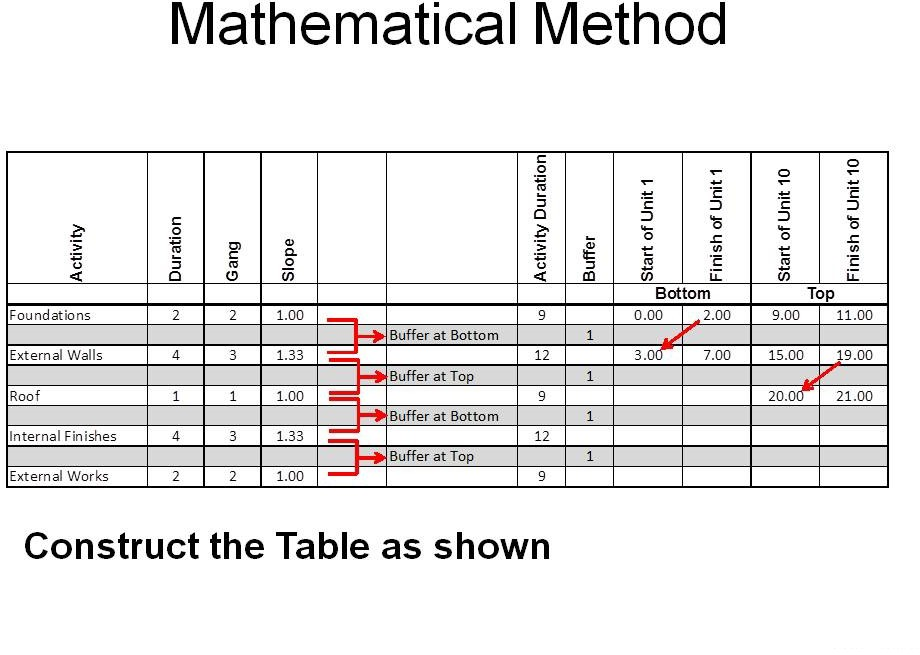 Mathematical Method
Activity Duration Gang Slope Activity Duration Buffer Start of Unit 1 Finish of Unit 1 Start of Unit 10 Finish of Unit 10
Bottom Top
Foundations 2 2 1.00 9 0.00 2.00 9.00 11.00
Buffer at Bottom 1
External Walls 4 3 1.33 12 3.00 7.00 15.00 19.00
Buffer at Top 1
Roof 1 1 1.00 9 20.00 21.00
Buffer at Bottom 1
Internal Finishes 4 3 1.33 12
Buffer at Top 1
External Works 2 2 1.00 9
Construct the Table as shown